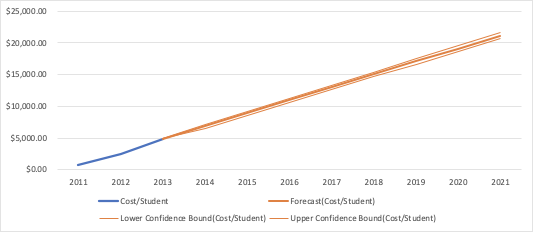 $25,000.00
$20,000.00
$15,000.00
$10,000.00
$5,000.00
$0.00
2011 2012 2013 2014 2015 2016 2017 2018 2019 2020 2021
Cost/Student Forecast(Cost/Student)
Lower Confidence Bound(Cost/Student) Upper Confidence Bound(Cost/Student)